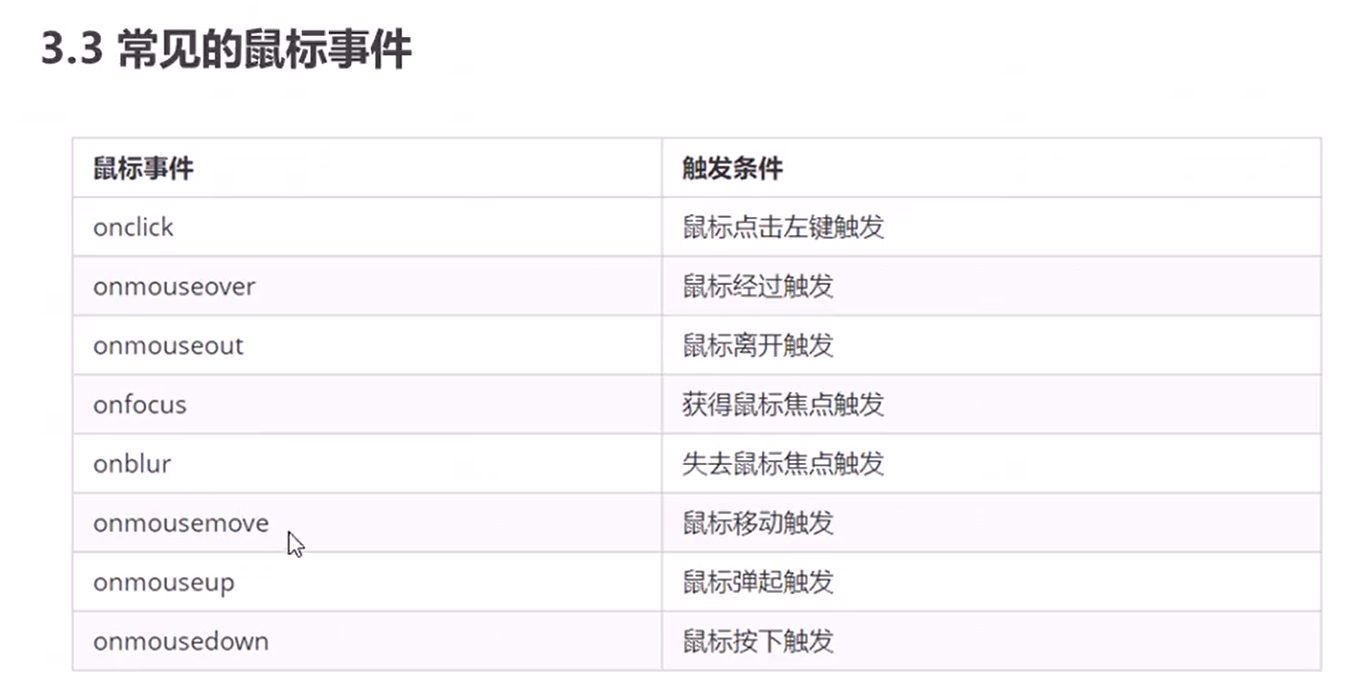 3.3 常见的鼠标事件
鼠标事件 触发条件
onclick 鼠标点击左键触发
onmouseover 鼠标经过触发
onmouseout 鼠标离开触发
onfocus 获得鼠标焦点触发
onblur 失去鼠标焦点触发
onmousemove 鼠标移动触发
onmouseup 鼠标弹起触发
onmousedown 鼠标按下触发